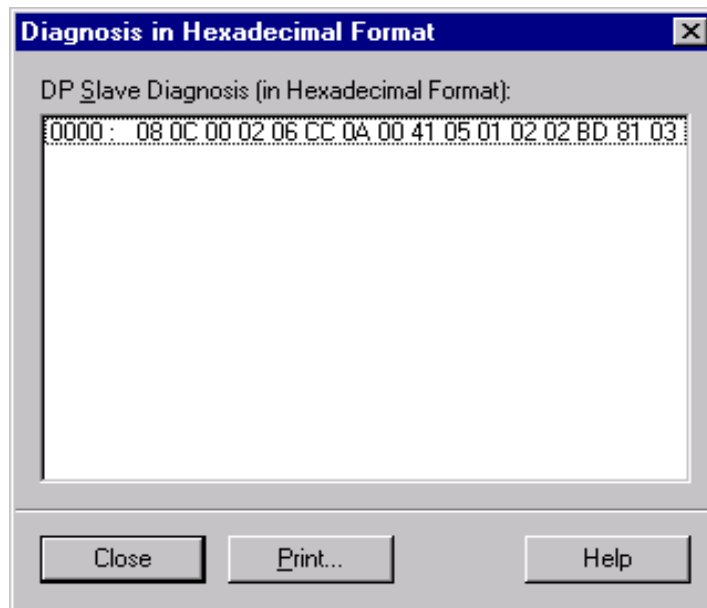 Diagnosis in Hexadecimal Format
DP Slave Diagnosis (in Hexadecimal Format):
0000 : 08 0C 00 02 06 CC 0A 00 41 05 01 02 02 BD 81 03
Close Print... Help